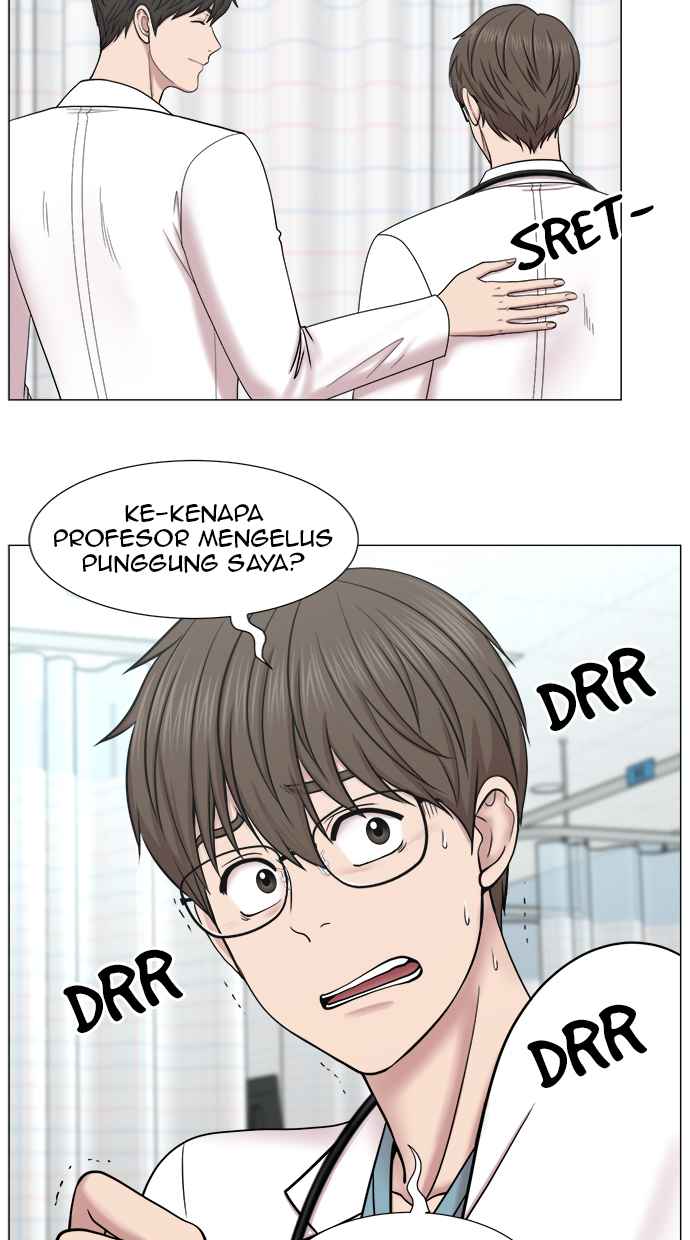 SRET-
KE-KENAPA
PROFESOR MENGELUS
PUNGGUNG SAYA?
DRR
DRR
DRR